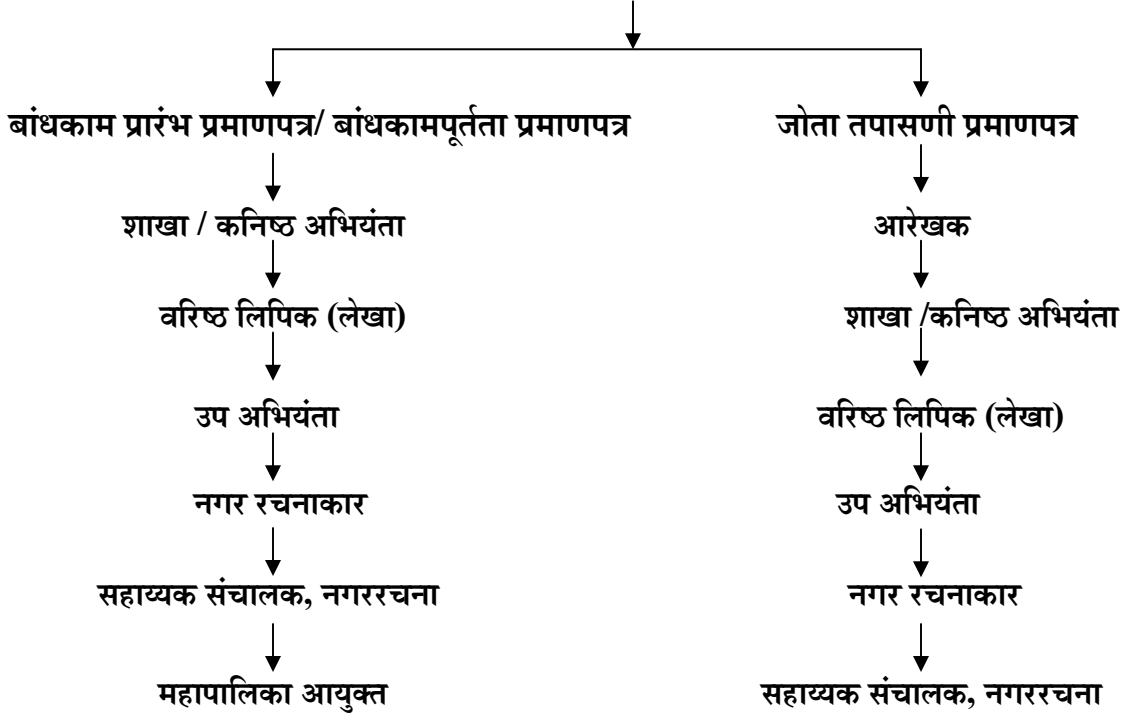 बांधकाम प्रारंभ प्रमाणपत्र/ बांधकामपूर्तता प्रमाणपत्र
शाखा / कनिष्ठ अभियंता
वरिष्ठ लिपिक (लेखा)
उप अभियंता
नगर रचनाकार
सहाय्यक संचालक, नगररचना
महापालिका आयुक्त
जोता तपासणी प्रमाणपत्र
आरेखक
शाखा /कनिष्ठ अभियंता
वरिष्ठ लिपिक (लेखा)
उप अभियंता
नगर रचनाकार
सहाय्यक संचालक, नगररचना